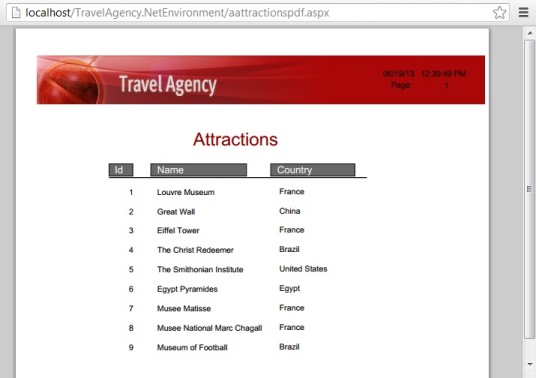 localhost/TravelAgency.NetEnvironment/aattractionspdf.aspx
Travel Agency
06/19/13 12:39:49 PM
Page: 1
Attractions
Id Name Country
1 Louvre Museum France
2 Great Wall China
3 Eiffel Tower France
4 The Christ Redeemer Brazil
5 The Smithonian Institute United States
6 Egypt Pyramides Egypt
7 Musee Matisse France
8 Musee National Marc Chagall France
9 Museum of Football Brazil